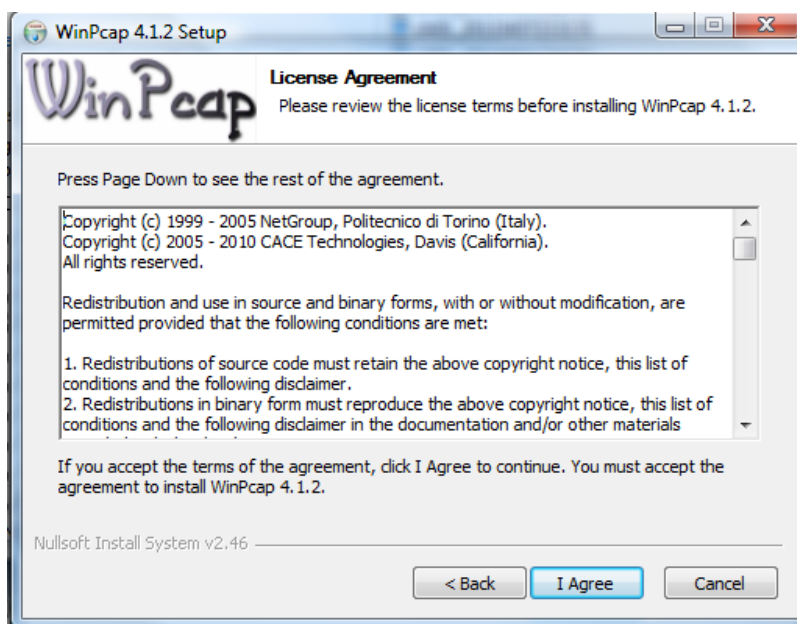 WinPcap 4.1.2 Setup
WinPcap
License Agreement
Please review the license terms before installing WinPcap 4.1.2.
Press Page Down to see the rest of the agreement.
Copyright (c) 1999 - 2005 NetGroup, Politecnico di Torino (Italy).
Copyright (c) 2005 - 2010 CACE Technologies, Davis (California).
All rights reserved.
Redistribution and use in source and binary forms, with or without modification, are
permitted provided that the following conditions are met:
1. Redistributions of source code must retain the above copyright notice, this list of
conditions and the following disclaimer.
2. Redistributions in binary form must reproduce the above copyright notice, this list of
conditions and the following disclaimer in the documentation and/or other materials
If you accept the terms of the agreement, click I Agree to continue. You must accept the
agreement to install WinPcap 4.1.2.
Nullsoft Install System v2.46
< Back
I Agree
Cancel